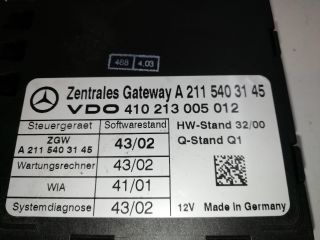 468 4.03
Zentrales Gateway A 211 540 31 45
VDO 410 213 005 012
Steuergeraet Softwarestand HW-Stand 32/00
ZGW
A 211 540 31 45 43/02 Q-Stand Q1
Wartungsrechner 43/02
WIA 41/01
Systemdiagnose 43/02 12V Made in Germany